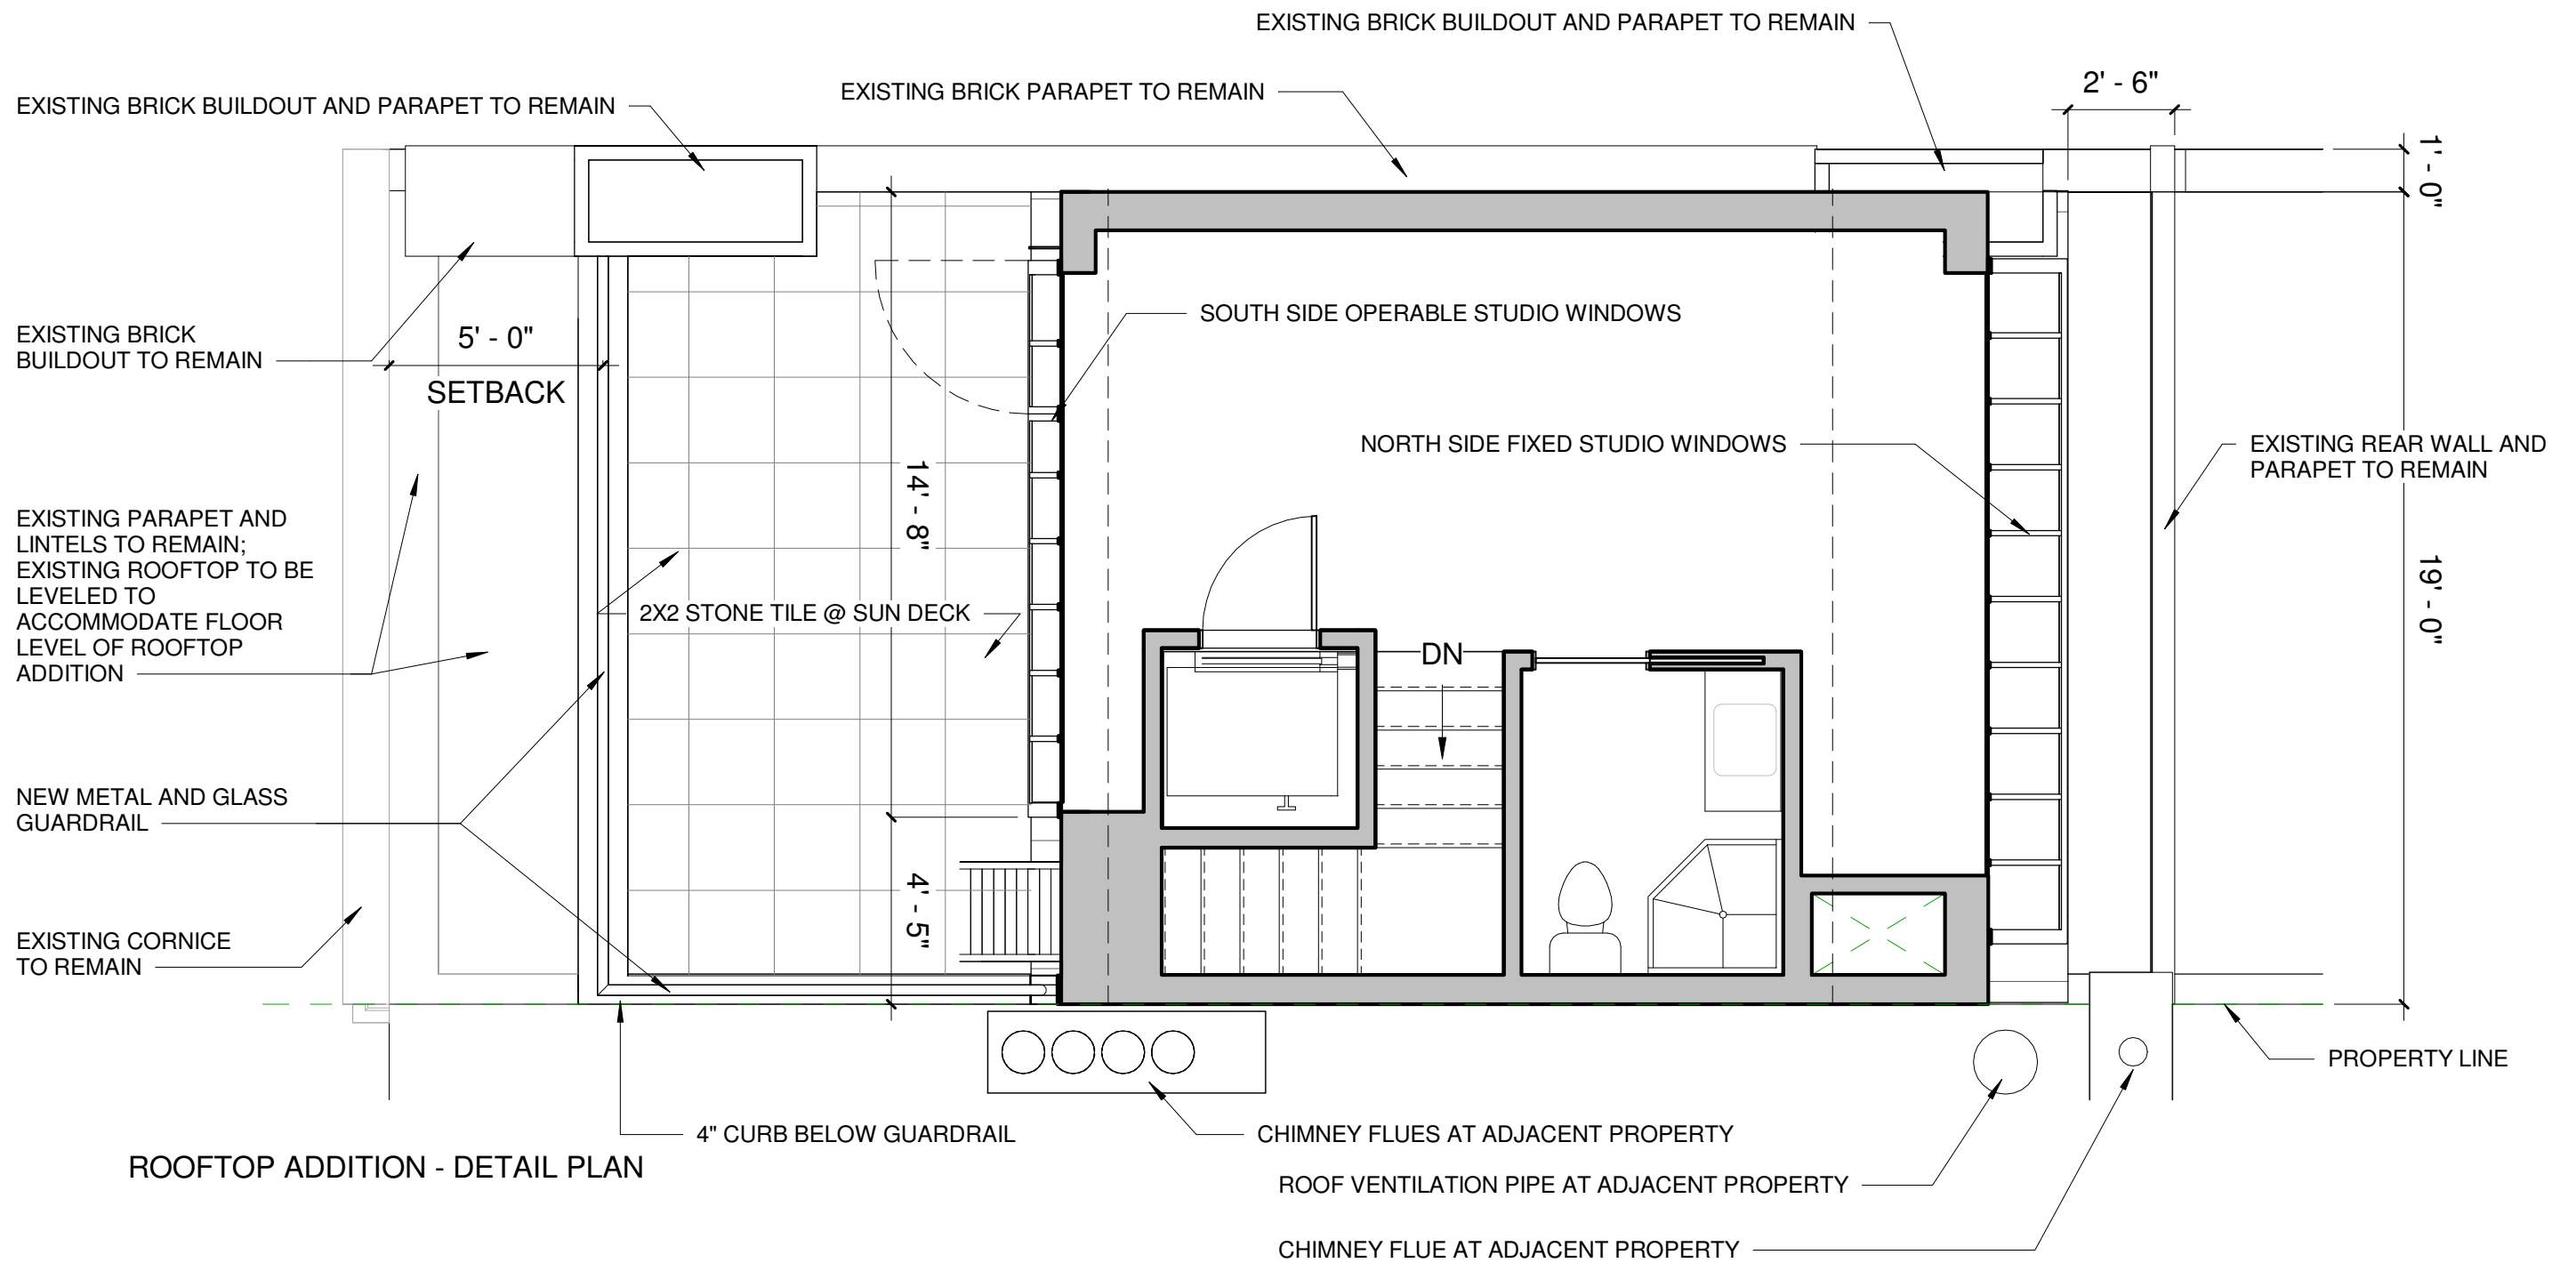 EXISTING BRICK BUILDOUT AND PARAPET TO REMAIN
2' - 6"
EXISTING BRICK PARAPET TO REMAIN
EXISTING BRICK BUILDOUT AND PARAPET TO REMAIN
1' - 0"
SOUTH SIDE OPERABLE STUDIO WINDOWS
EXISTING BRICK
BUILDOUT TO REMAIN
5' - 0"
SETBACK
NORTH SIDE FIXED STUDIO WINDOWS
EXISTING REAR WALL AND
PARAPET TO REMAIN
14' - 8"
EXISTING PARAPET AND
LINTELS TO REMAIN;
EXISTING ROOFTOP TO BE
LEVELED TO
ACCOMMODATE FLOOR
LEVEL OF ROOFTOP
ADDITION
19' - 0"
2X2 STONE TILE @ SUN DECK
DN
NEW METAL AND GLASS
GUARDRAIL
4' - 5"
EXISTING CORNICE
TO REMAIN
PROPERTY LINE
4" CURB BELOW GUARDRAIL
CHIMNEY FLUES AT ADJACENT PROPERTY
ROOFTOP ADDITION - DETAIL PLAN
ROOF VENTILATION PIPE AT ADJACENT PROPERTY
CHIMNEY FLUE AT ADJACENT PROPERTY